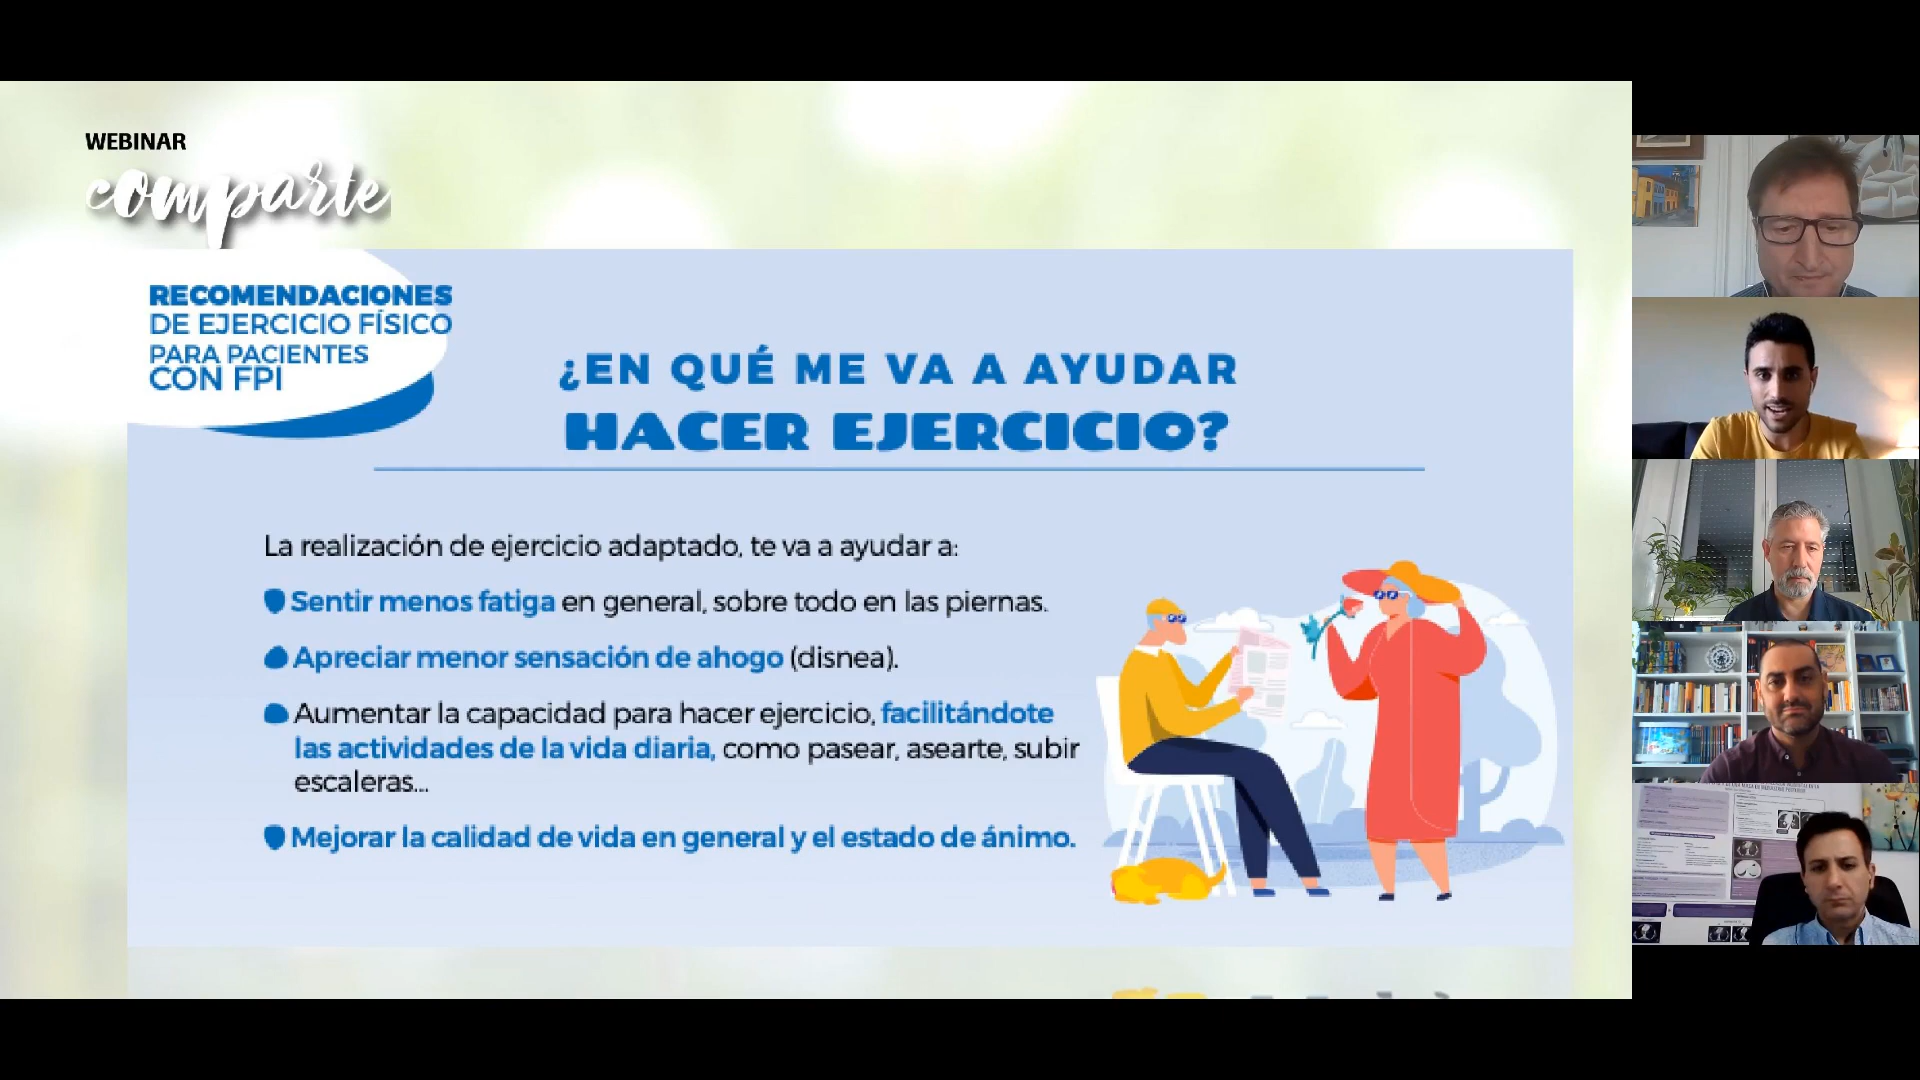 WEBINAR
comparte
RECOMENDACIONES
DE EJERCICIO FÍSICO
PARA PACIENTES
CON FPI
¿EN QUÉ ME VA A AYUDAR
HACER EJERCICIO?
La realización de ejercicio adaptado, te va a ayudar a:
Sentir menos fatiga en general, sobre todo en las piernas.
Apreciar menor sensación de ahogo (disnea).
Aumentar la capacidad para hacer ejercicio, facilitándote
las actividades de la vida diaria, como pasear, asearte, subir
escaleras...
Mejorar la calidad de vida en general y el estado de ánimo.